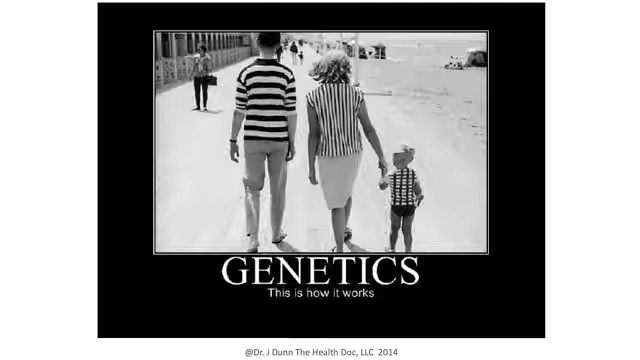 GENETICS
This is how it works
@Dr. J Dunn The Health Doc, LLC 2014